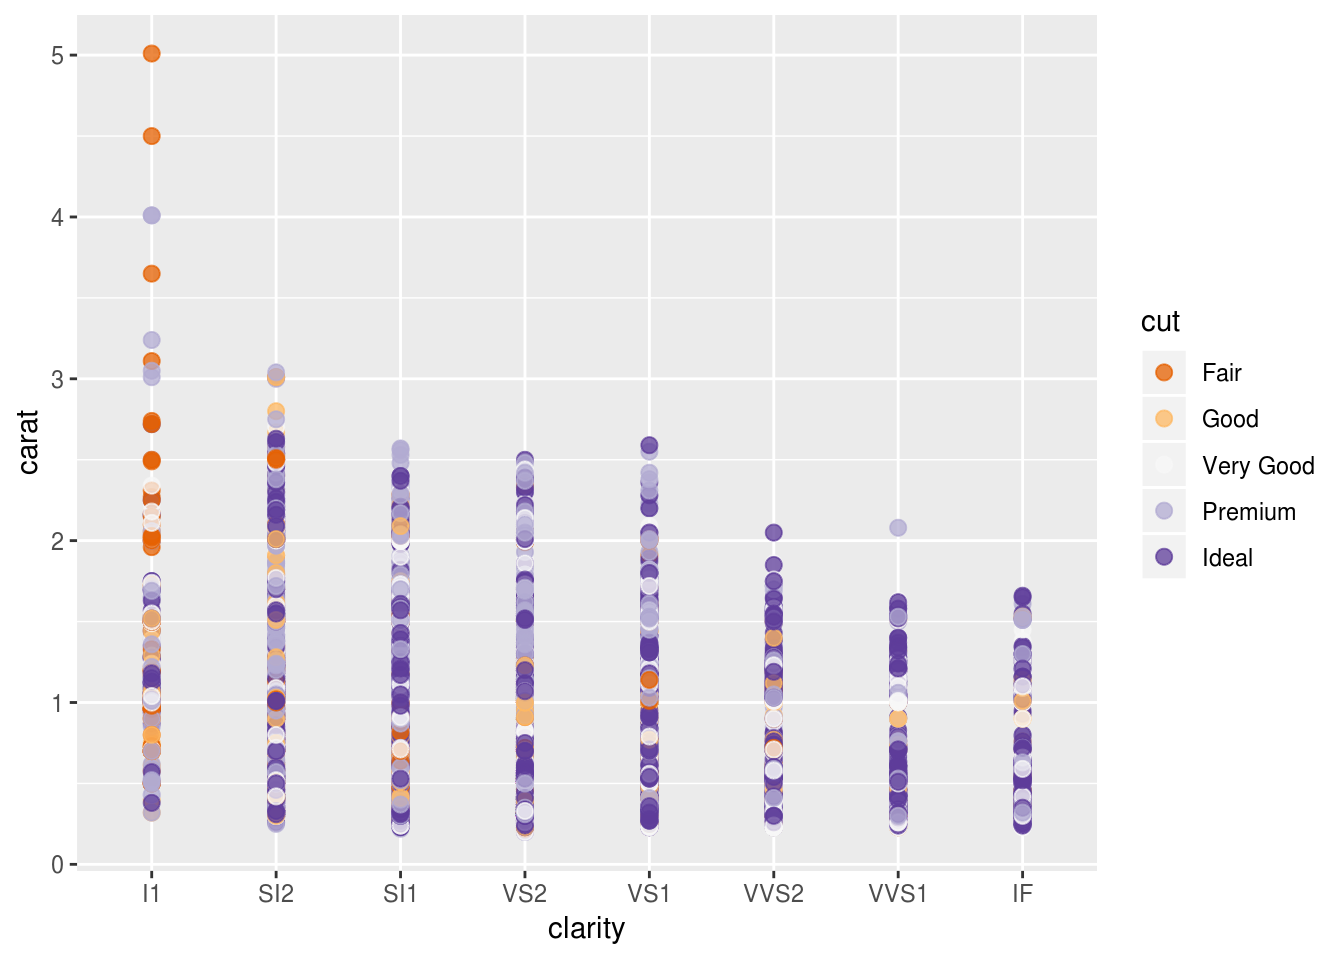 5
4
3
2
1
0
carat
I1 SI2 SI1 VS2 VS1 VVS2 VVS1 IF
clarity
cut
Fair
Good
Very Good
Premium
Ideal